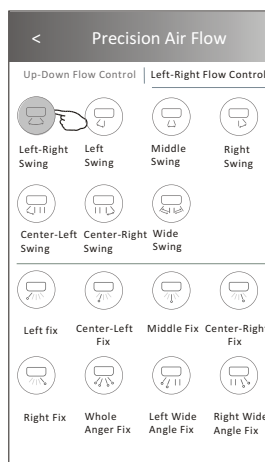 < Precision Air Flow
Up-Down Flow Control Left-Right Flow Control
Left-Right Left Middle Right
Swing Swing Swing Swing
Center-Left Center-Right Wide
Swing Swing Swing
Left fix Center-Left Middle Fix Center-Right
Fix Fix
Right Fix Whole Left Wide Right Wide
Anger Fix Angle Fix Angle Fix